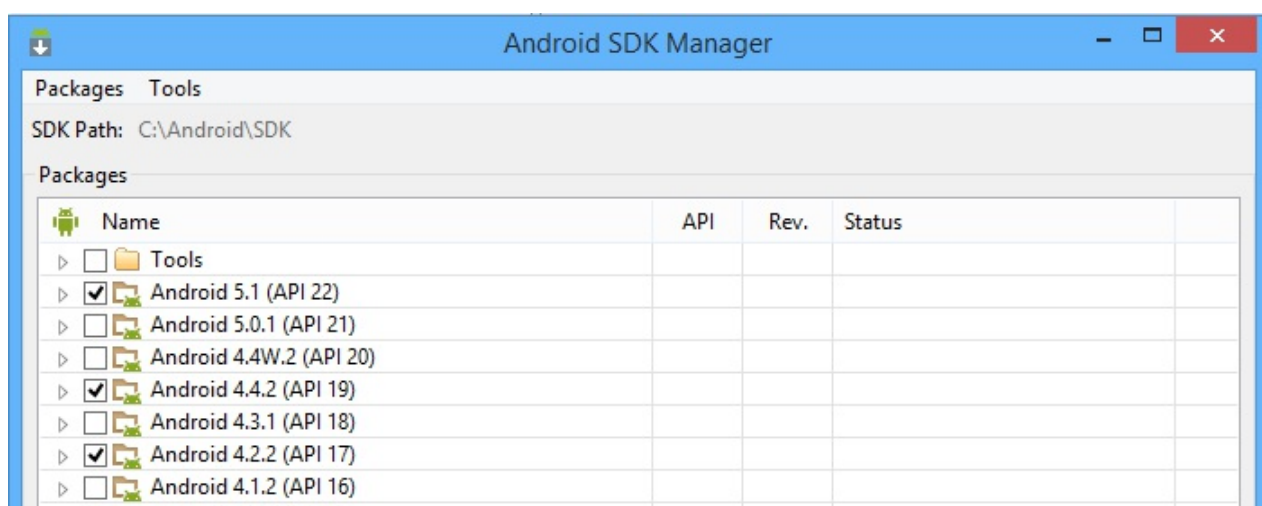 Android SDK Manager
Packages Tools
SDK Path: C:\Android\SDK
Packages
Name API Rev. Status
Tools
Android 5.1 (API 22)
Android 5.0.1 (API 21)
Android 4.4W.2 (API 20)
Android 4.4.2 (API 19)
Android 4.3.1 (API 18)
Android 4.2.2 (API 17)
Android 4.1.2 (API 16)